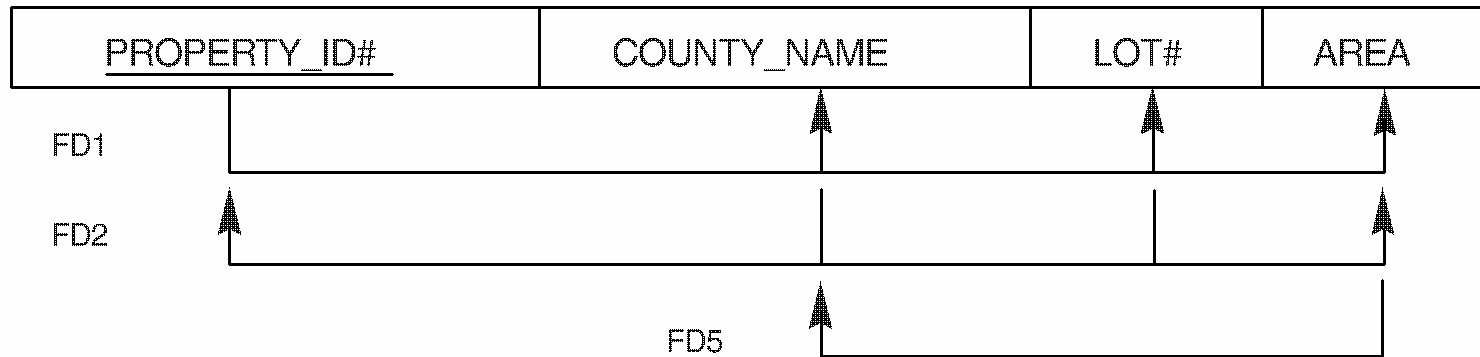 PROPERTY_ID# COUNTY_NAME LOT# AREA
FD1
FD2
FD5